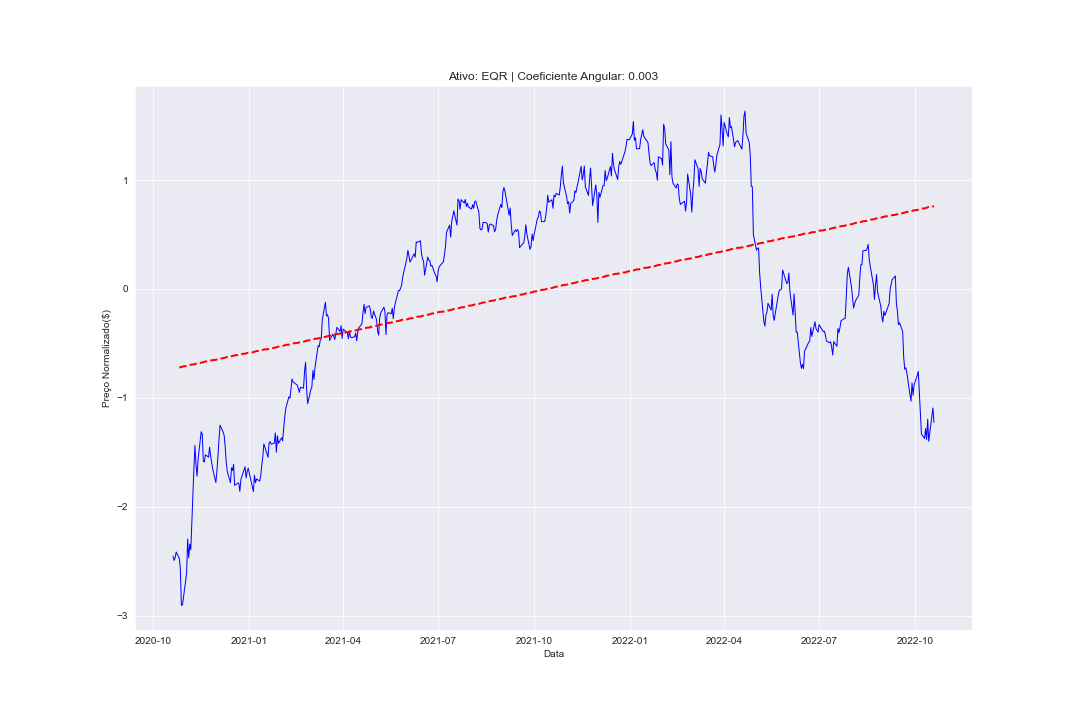 Ativo: EQR | Coeficiente Angular: 0.003
Preço Normalizado($)
1
0
−1
−2
−3
2020-10 2021-01 2021-04 2021-07 2021-10 2022-01 2022-04 2022-07 2022-10
Data